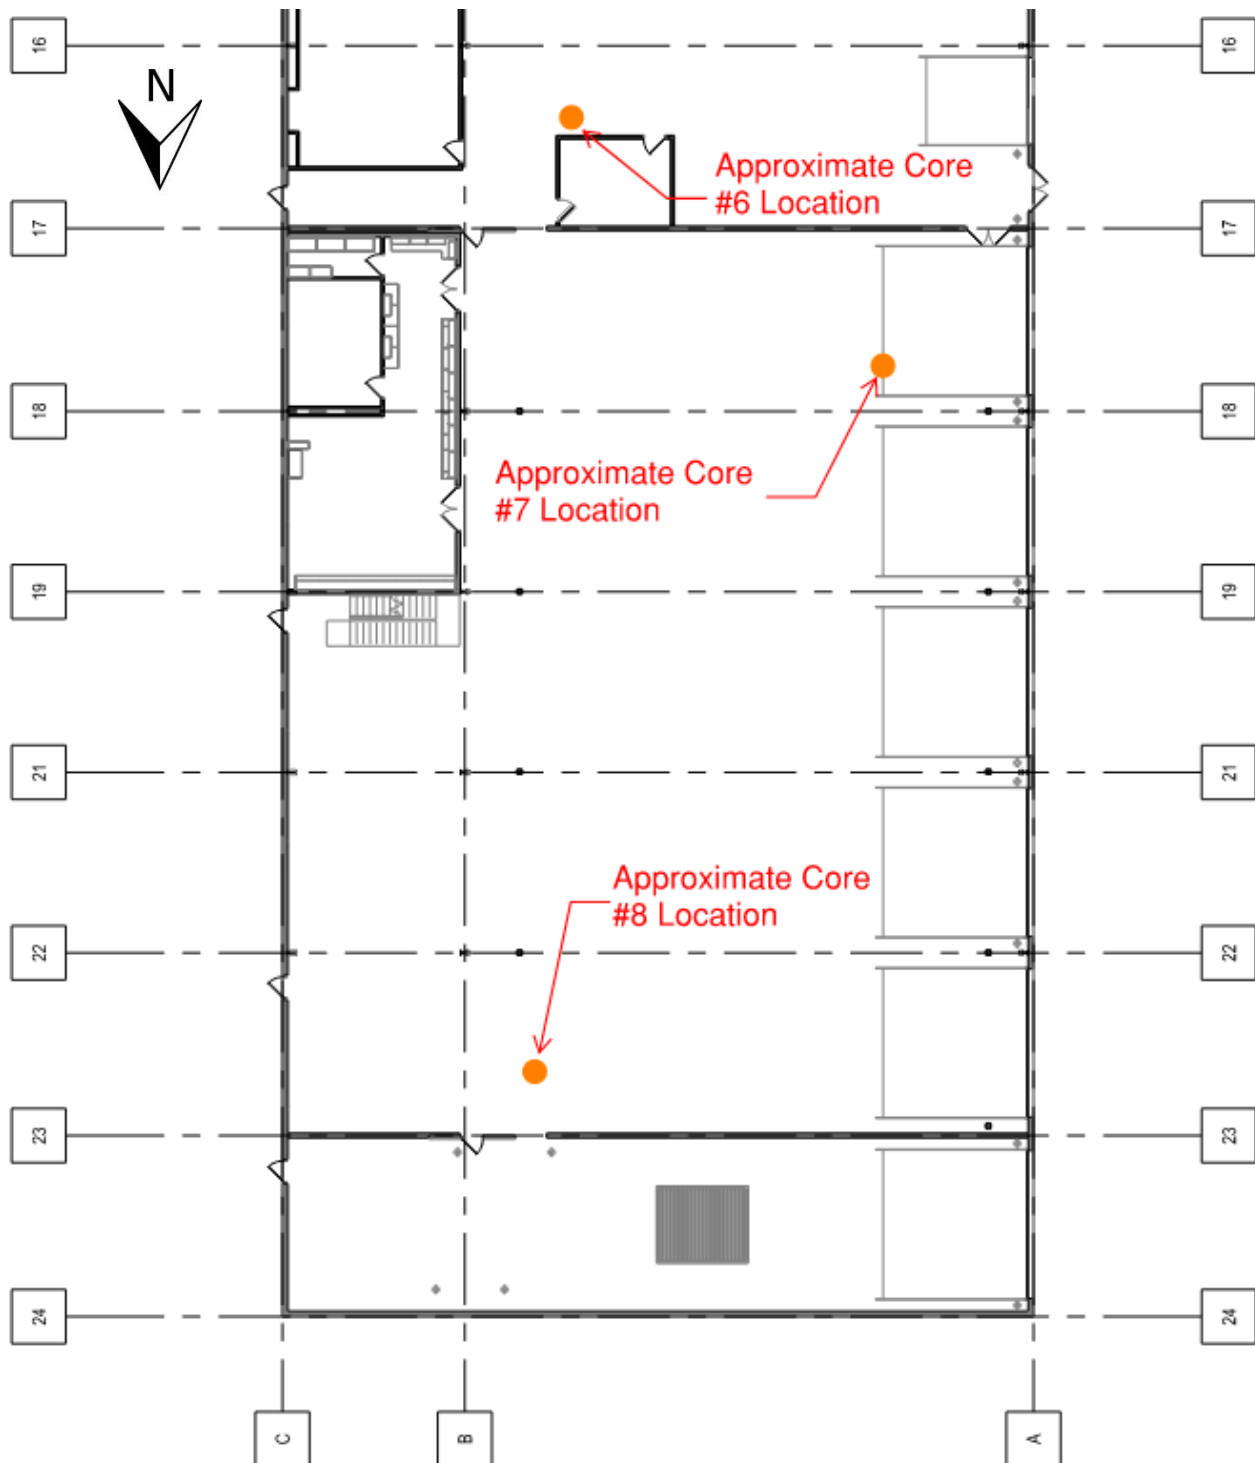 16
16
N
Approximate Core
#6 Location
17
17
18
18
Approximate Core
#7 Location
19
19
21
21
Approximate Core
#8 Location
22
22
23
23
24
24
C
B
A